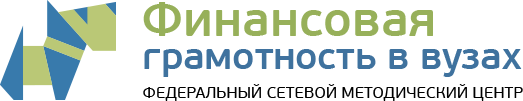 Финансовая
грамотность в вузах
ФЕДЕРАЛЬНЫЙ СЕТЕВОЙ МЕТОДИЧЕСКИЙ ЦЕНТР